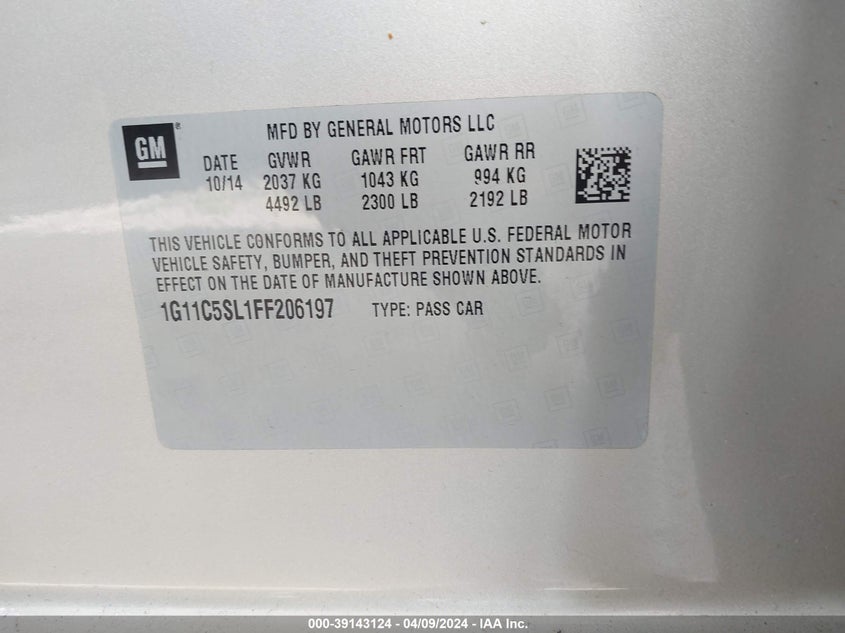 GM
®
MFD BY GENERAL MOTORS LLC
DATE GVWR GAWR FRT GAWR RR
10/14 2037 KG 1043 KG 994 KG
4492 LB 2300 LB 2192 LB
THIS VEHICLE CONFORMS TO ALL APPLICABLE U.S. FEDERAL MOTOR
VEHICLE SAFETY, BUMPER, AND THEFT PREVENTION STANDARDS IN
EFFECT ON THE DATE OF MANUFACTURE SHOWN ABOVE.
1G11C5SL1FF206197 TYPE: PASS CAR
000-39143124 - 04/09/2024 - IAA Inc.